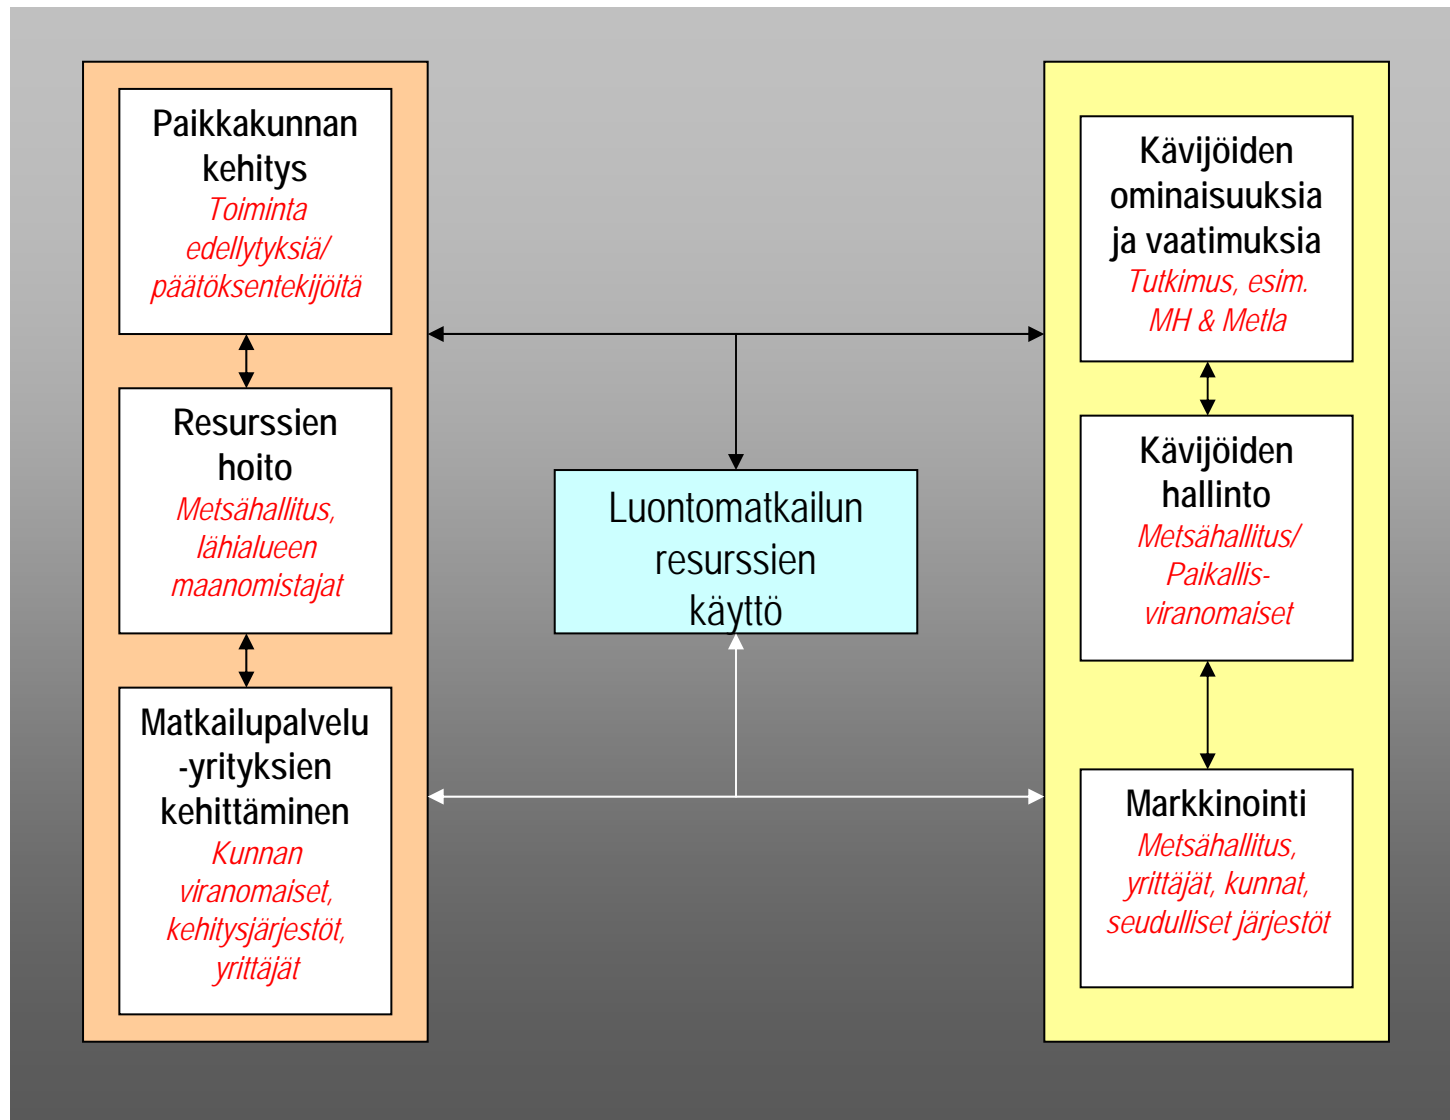 Paikkakunnan
kehitys
Toiminta
edellytyksiä/
päätöksentekijöitä
Resurssien
hoito
Metsähallitus,
lähialueen
maanomistajat
Matkailupalvelu
-yrityksien
kehittäminen
Kunnan
viranomaiset,
kehitysjärjestöt,
yrittäjät
Luontomatkailun
resurssien
käyttö
Kävijöiden
ominaisuuksia
ja vaatimuksia
Tutkimus, esim.
MH & Metla
Kävijöiden
hallinto
Metsähallitus/
Paikallis-
viranomaiset
Markkinointi
Metsähallitus,
yrittäjät, kunnat,
seudulliset järjestöt